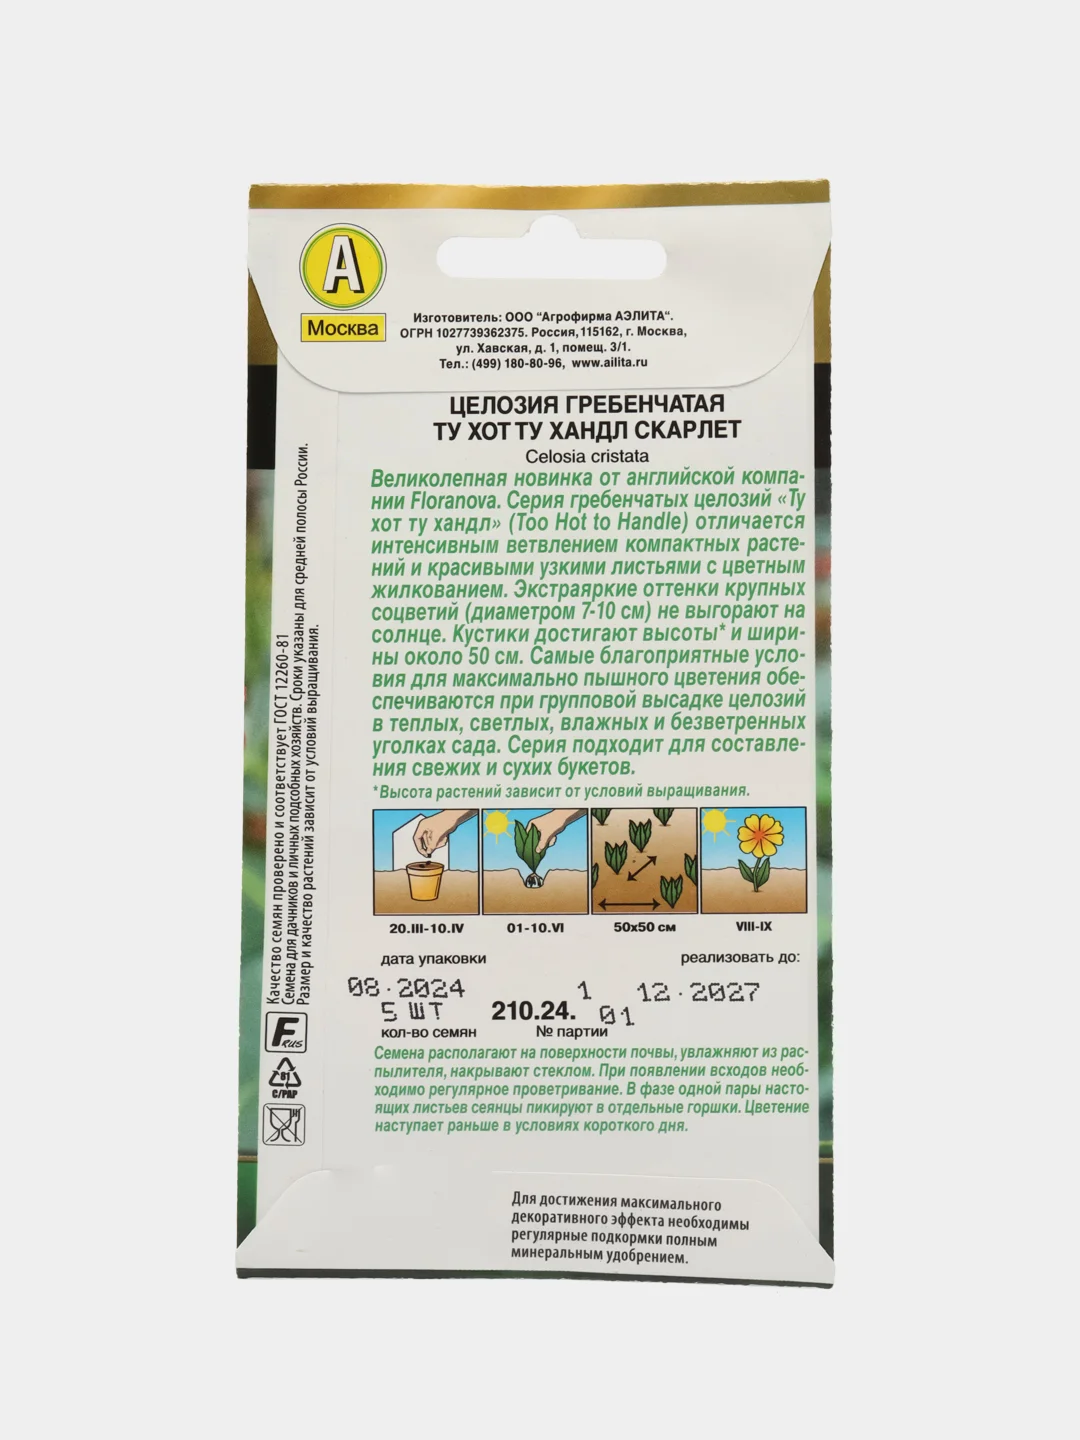 А
Москва
Изготовитель: ООО “Агрофирма АЭЛИТА“.
ОГРН 1027739362375. Россия, 115162, г. Москва,
ул. Хавская, д. 1, помещ. 3/1.
Тел.: (499) 180-80-96, www.ailita.ru
ЦЕЛОЗИЯ ГРЕБЕНЧАТАЯ
ТУ ХОТ ТУ ХАНДЛ СКАРЛЕТ
Celosia cristata
Великолепная новинка от английской компа-
нии Floranova. Серия гребенчатых целозий «Ту
хот ту хандл» (Too Hot to Handle) отличается
интенсивным ветвлением компактных расте-
ний и красивыми узкими листьями с цветным
жилкованием. Экстраяркие оттенки крупных
соцветий (диаметром 7-10 см) не выгорают на
солнце. Кустики достигают высоты* и шири-
ны около 50 см. Самые благоприятные усло-
вия для максимально пышного цветения обе-
спечиваются при групповой высадке целозий
в теплых, светлых, влажных и безветренных
уголках сада. Серия подходит для составле-
ния свежих и сухих букетов.
*Высота растений зависит от условий выращивания.
20.III-10.IV
01-10.VI
50x50 см
VIII-IX
дата упаковки
реализовать до:
08.2024
1
12.2027
5 ШТ
210.24.
01
кол-во семян
№ партии
Семена располагают на поверхности почвы, увлажняют из рас-
пылителя, накрывают стеклом. При появлении всходов необ-
ходимо регулярное проветривание. В фазе одной пары насто-
ящих листьев сеянцы пикируют в отдельные горшки. Цветение
наступает раньше в условиях короткого дня.
Для достижения максимального
декоративного эффекта необходимы
регулярные подкормки полным
минеральным удобрением.
Качество семян проверено и соответствует ГОСТ 12260-81
Семена для дачников и личных подсобных хозяйств. Сроки указаны для средней полосы России.
Размер и качество растений зависит от условий выращивания.
F RUS
81
C/PAP